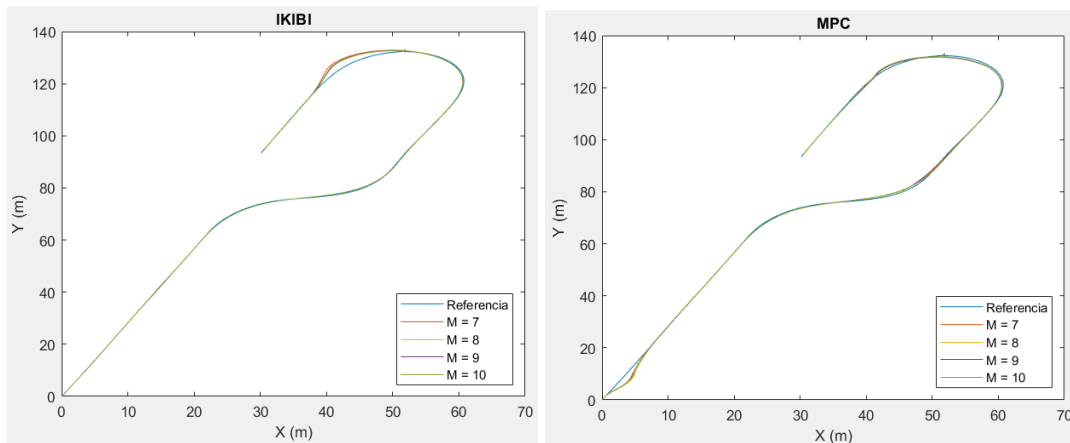 IKIBI
140
120
100
80
60
40
20
0
Y (m)
0 10 20 30 40 50 60 70
X (m)
Referencia
M = 7
M = 8
M = 9
M = 10
MPC
140
120
100
80
60
40
20
0
Y (m)
0 10 20 30 40 50 60 70
X (m)
Referencia
M = 7
M = 8
M = 9
M = 10